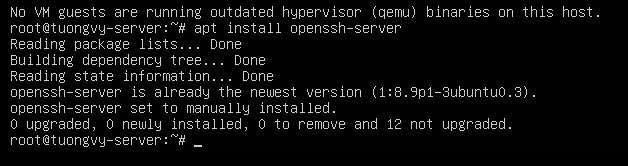 No VM guests are running outdated hypervisor (qemu) binaries on this host.
root@tuongvy-server:~# apt install openssh-server
Reading package lists... Done
Building dependency tree... Done
Reading state information... Done
openssh-server is already the newest version (1:8.9p1-3ubuntu0.3).
openssh-server set to manually installed.
0 upgraded, 0 newly installed, 0 to remove and 12 not upgraded.
root@tuongvy-server:~# _